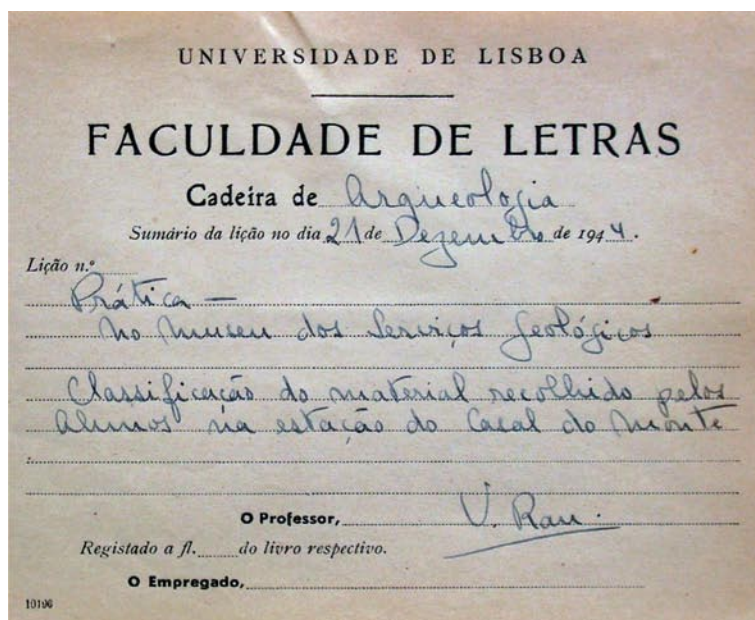 UNIVERSIDADE DE LISBOA
FACULDADE DE LETRAS
Cadeira de Arqueologia
Sumário da lição no dia 21 de Dezembro de 1944.
Lição n.º
Prática —
no Museu dos Serviços Geológicos
Classificação do material recolhido pelos
alunos na estação do Casal do Monte
O Professor, V. Rau.
Registado a fl. do livro respectivo.
O Empregado,
10196